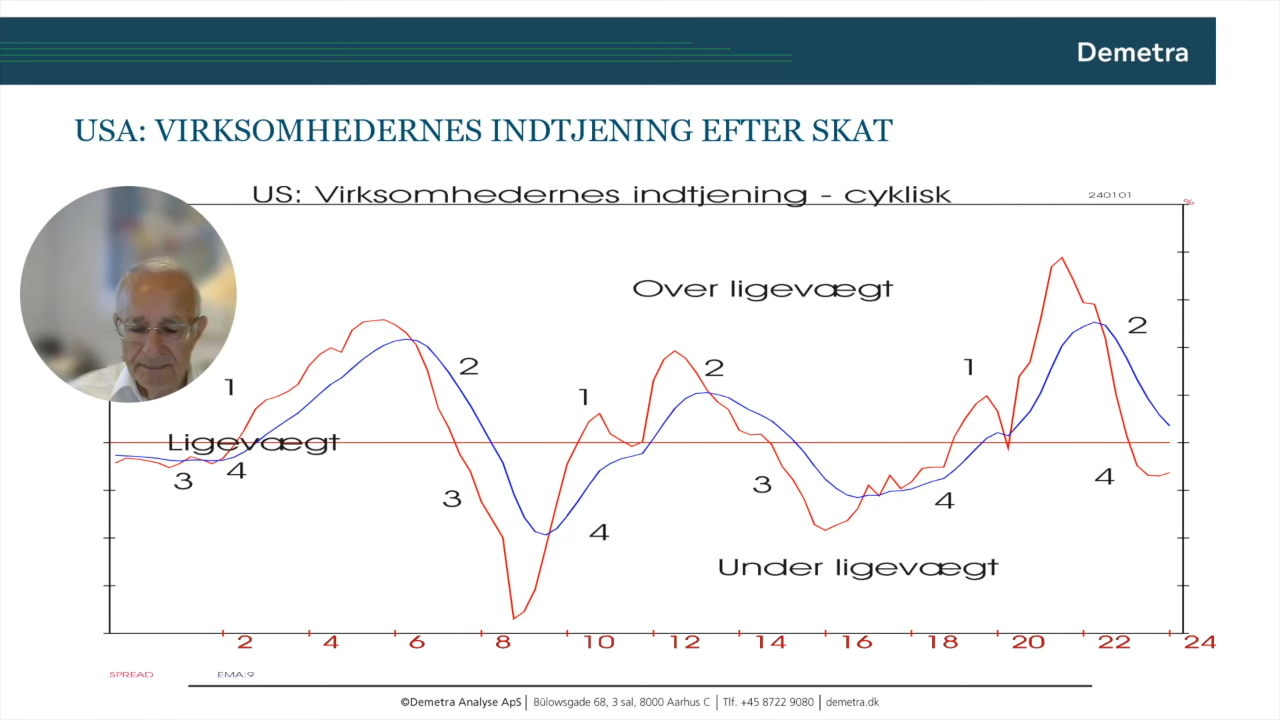 Demetra
USA: VIRKSOMHEDERNES INDTJENING EFTER SKAT
US: Virksomhedernes indtjening - cyklisk
240101
%
Over ligevægt
2
1
2
1
2
1
1
Ligevægt
3
4
3
4
3
4
4
Under ligevægt
2 4 6 8 10 12 14 16 18 20 22 24
SPREAD EMA:9
©Demetra Analyse ApS | Bülowsgade 68, 3 sal, 8000 Aarhus C | Tlf. +45 8722 9080 | demetra.dk